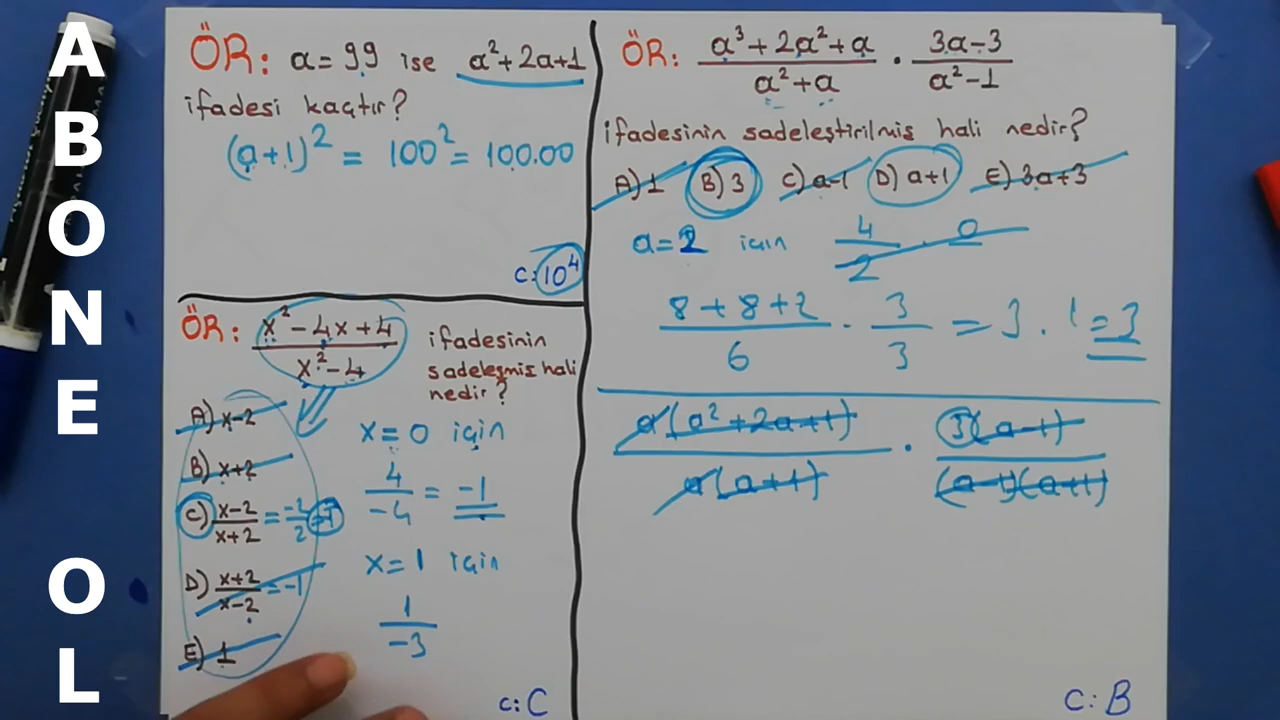 ABONE OL
ÖR: a=99 ise a²+2a+1
ifadesi kaçtır?
(a+1)² = 100² = 100.00
C: 10⁴
ÖR: x²-4x+4 / x²-4 ifadesinin
sadeleşmiş hali
nedir?
A) x-2
B) x+2
C) x-2 / x+2 = -2/2 = -1
D) x+2 / x-2 = -1
E) 1
x=0 için
4/-4 = -1
x=1 için
1/-3
C: C
ÖR: a³+2a²+a / a²+a · 3a-3 / a²-1
ifadesinin sadeleştirilmiş hali nedir?
A) 1 B) 3 C) a-1 D) a+1 E) 3a+3
a=2 için 4/2 · 0
8+8+2 / 6 · 3/3 = 3 · 1 = 3
a(a²+2a+1) / a(a+1) · 3(a-1) / (a-1)(a+1)
C: B